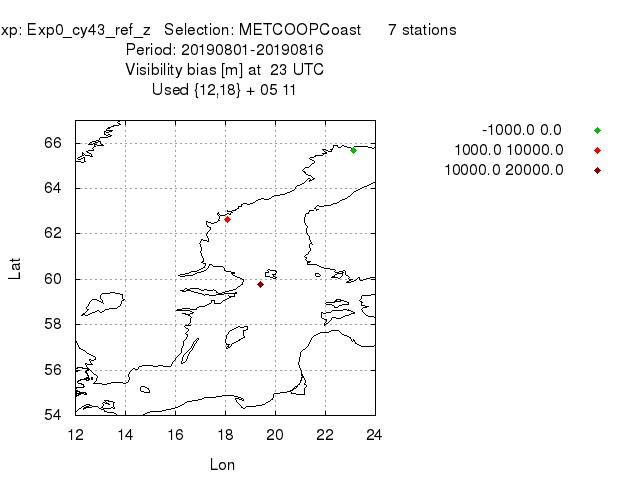 xp: Exp0_cy43_ref_z Selection: METCOOPCoast 7 stations
Period: 20190801-20190816
Visibility bias [m] at 23 UTC
Used {12,18} + 05 11
-1000.0 0.0
1000.0 10000.0
10000.0 20000.0
66
64
62
60
58
56
54
Lat
12 14 16 18 20 22 24
Lon